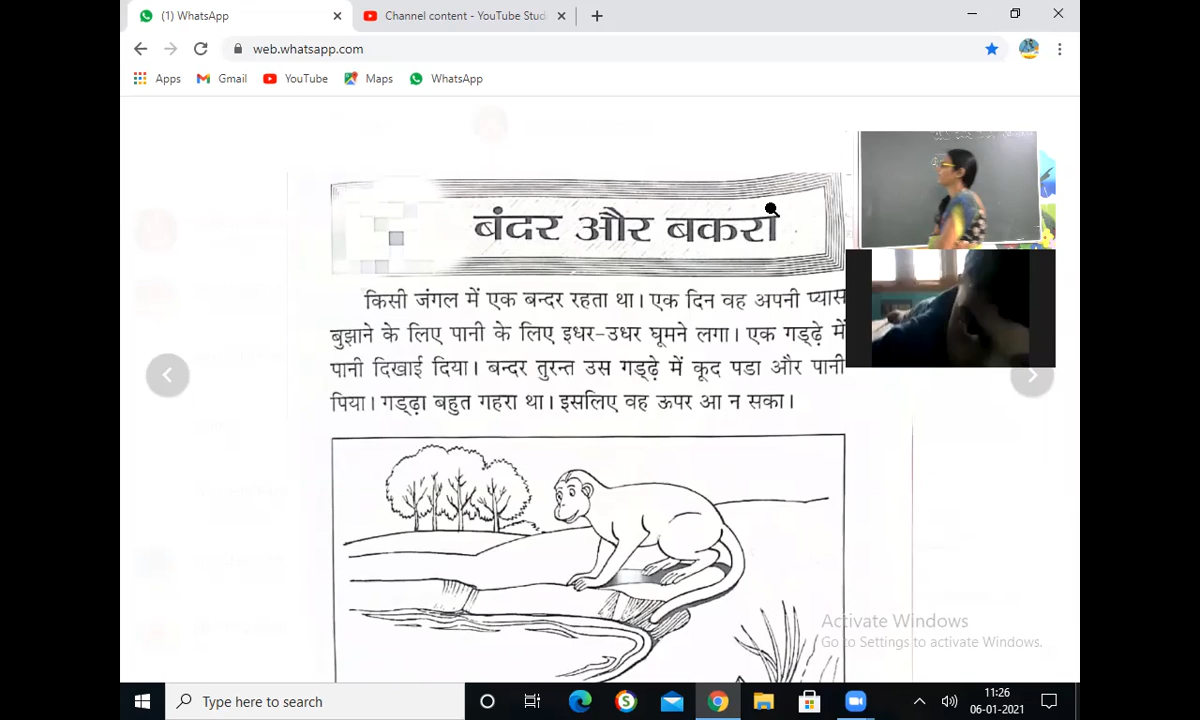 (1) WhatsApp
Channel content - YouTube Stud
web.whatsapp.com
Apps
Gmail
YouTube
Maps
WhatsApp
बंदर और बकरा
किसी जंगल में एक बन्दर रहता था। एक दिन वह अपनी प्यास
बुझाने के लिए पानी के लिए इधर-उधर घूमने लगा। एक गड्ढ़े में
पानी दिखाई दिया। बन्दर तुरन्त उस गड्ढ़े में कूद पडा और पानी
पिया। गड्ढ़ा बहुत गहरा था। इसलिए वह ऊपर आ न सका।
Activate Windows
Go to Settings to activate Windows.
Type here to search
11:26
06-01-2021